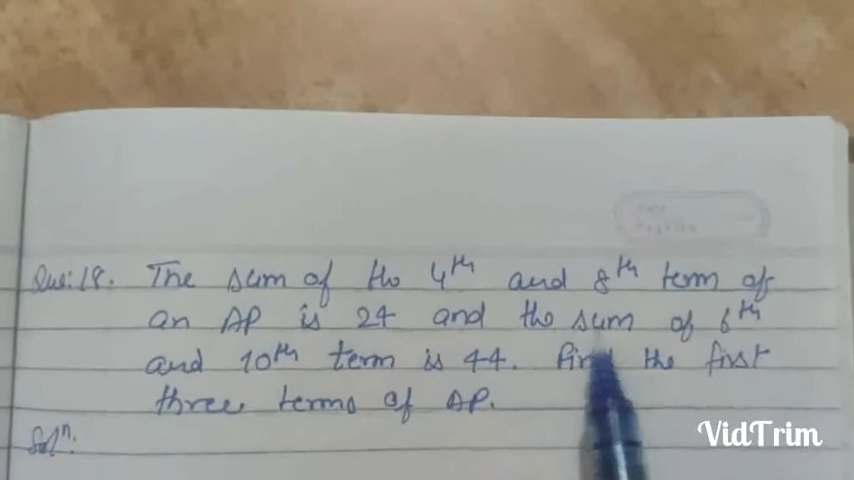 Que: 18. The sum of the 4th and 8th term of
an AP is 24 and the sum of 6th
and 10th term is 44. Find the first
three terms of AP.
Solⁿ:
VidTrim